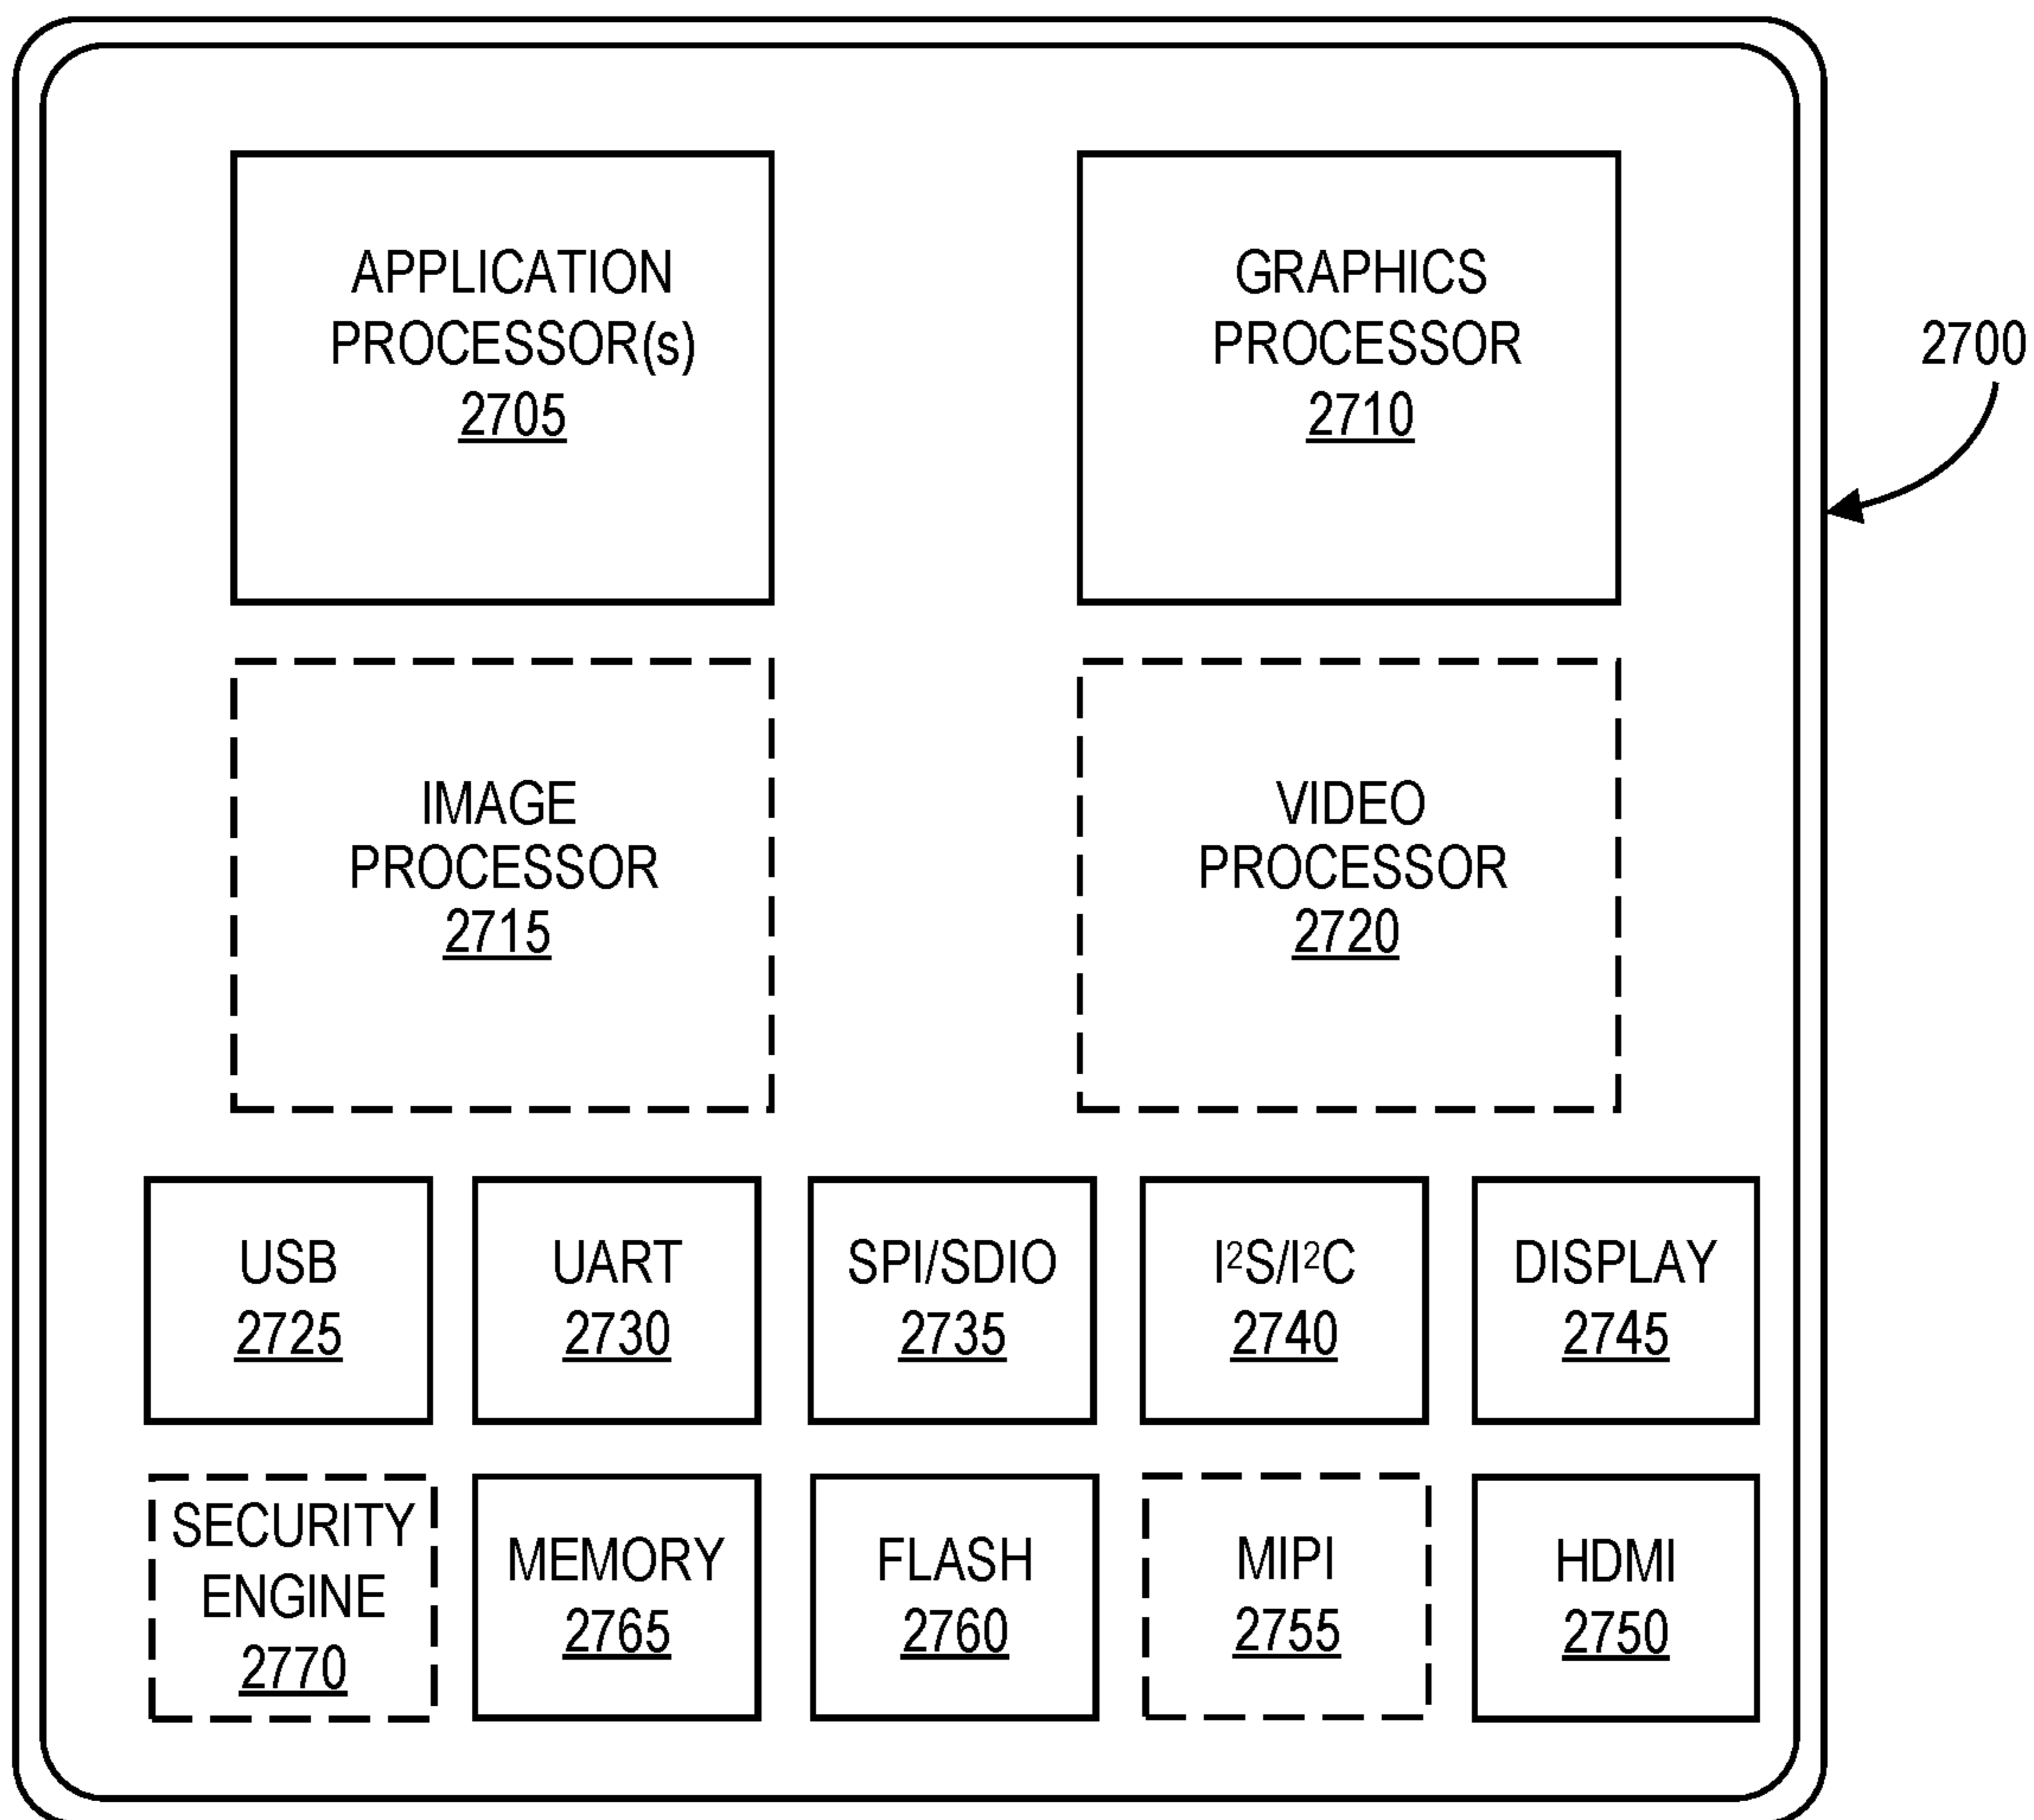 APPLICATION
PROCESSOR(s)
2705
GRAPHICS
PROCESSOR
2710
2700
IMAGE
PROCESSOR
2715
VIDEO
PROCESSOR
2720
USB
2725
UART
2730
SPI/SDIO
2735
I²S/I²C
2740
DISPLAY
2745
SECURITY
ENGINE
2770
MEMORY
2765
FLASH
2760
MIPI
2755
HDMI
2750